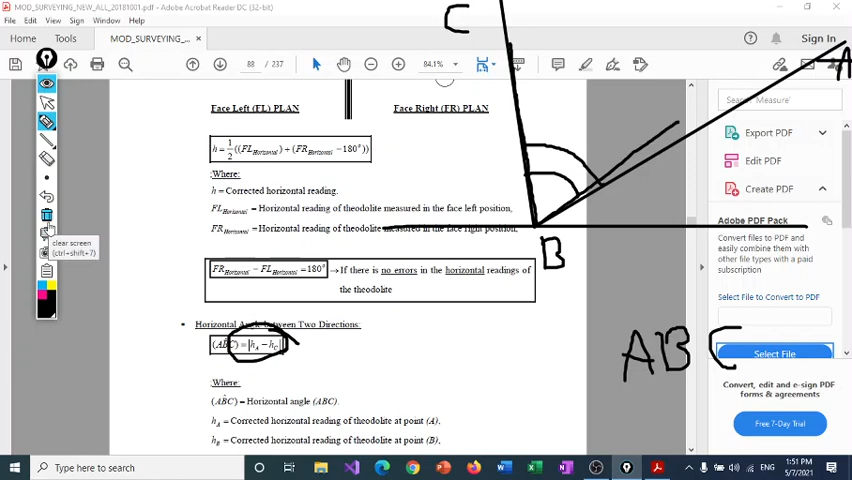 MOD_SURVEYING_NEW_ALL_20181001.pdf - Adobe Acrobat Reader DC (32-bit)
File Edit View Sign Window Help
Home Tools MOD_SURVEYING_... × Sign In
88 / 237 84.1%
C
A
Face Left (FL) PLAN Face Right (FR) PLAN
h = 1/2((FL_Horizontal) + (FR_Horizontal − 180°))
Where:
h = Corrected horizontal reading.
FL_Horizontal = Horizontal reading of theodolite measured in the face left position,
FR_Horizontal = Horizontal reading of theodolite measured in the face right position,
B
FR_Horizontal − FL_Horizontal = 180° → If there is no errors in the horizontal readings of
the theodolite
▪ Horizontal Angle between Two Directions:
(AB̂C) = |h_A − h_C|
A B C
Where:
(AB̂C) = Horizontal angle (ABC).
h_A = Corrected horizontal reading of theodolite at point (A),
h_B = Corrected horizontal reading of theodolite at point (B),
clear screen
(ctrl+shift+7)
Search 'Measure'
Export PDF
Edit PDF
Create PDF
Adobe PDF Pack
Convert files to PDF and
easily combine them with
other file types with a paid
subscription
Select File to Convert to PDF
Select File
Convert, edit and e-sign PDF
forms & agreements
Free 7-Day Trial
Type here to search
ENG
1:51 PM
5/7/2021